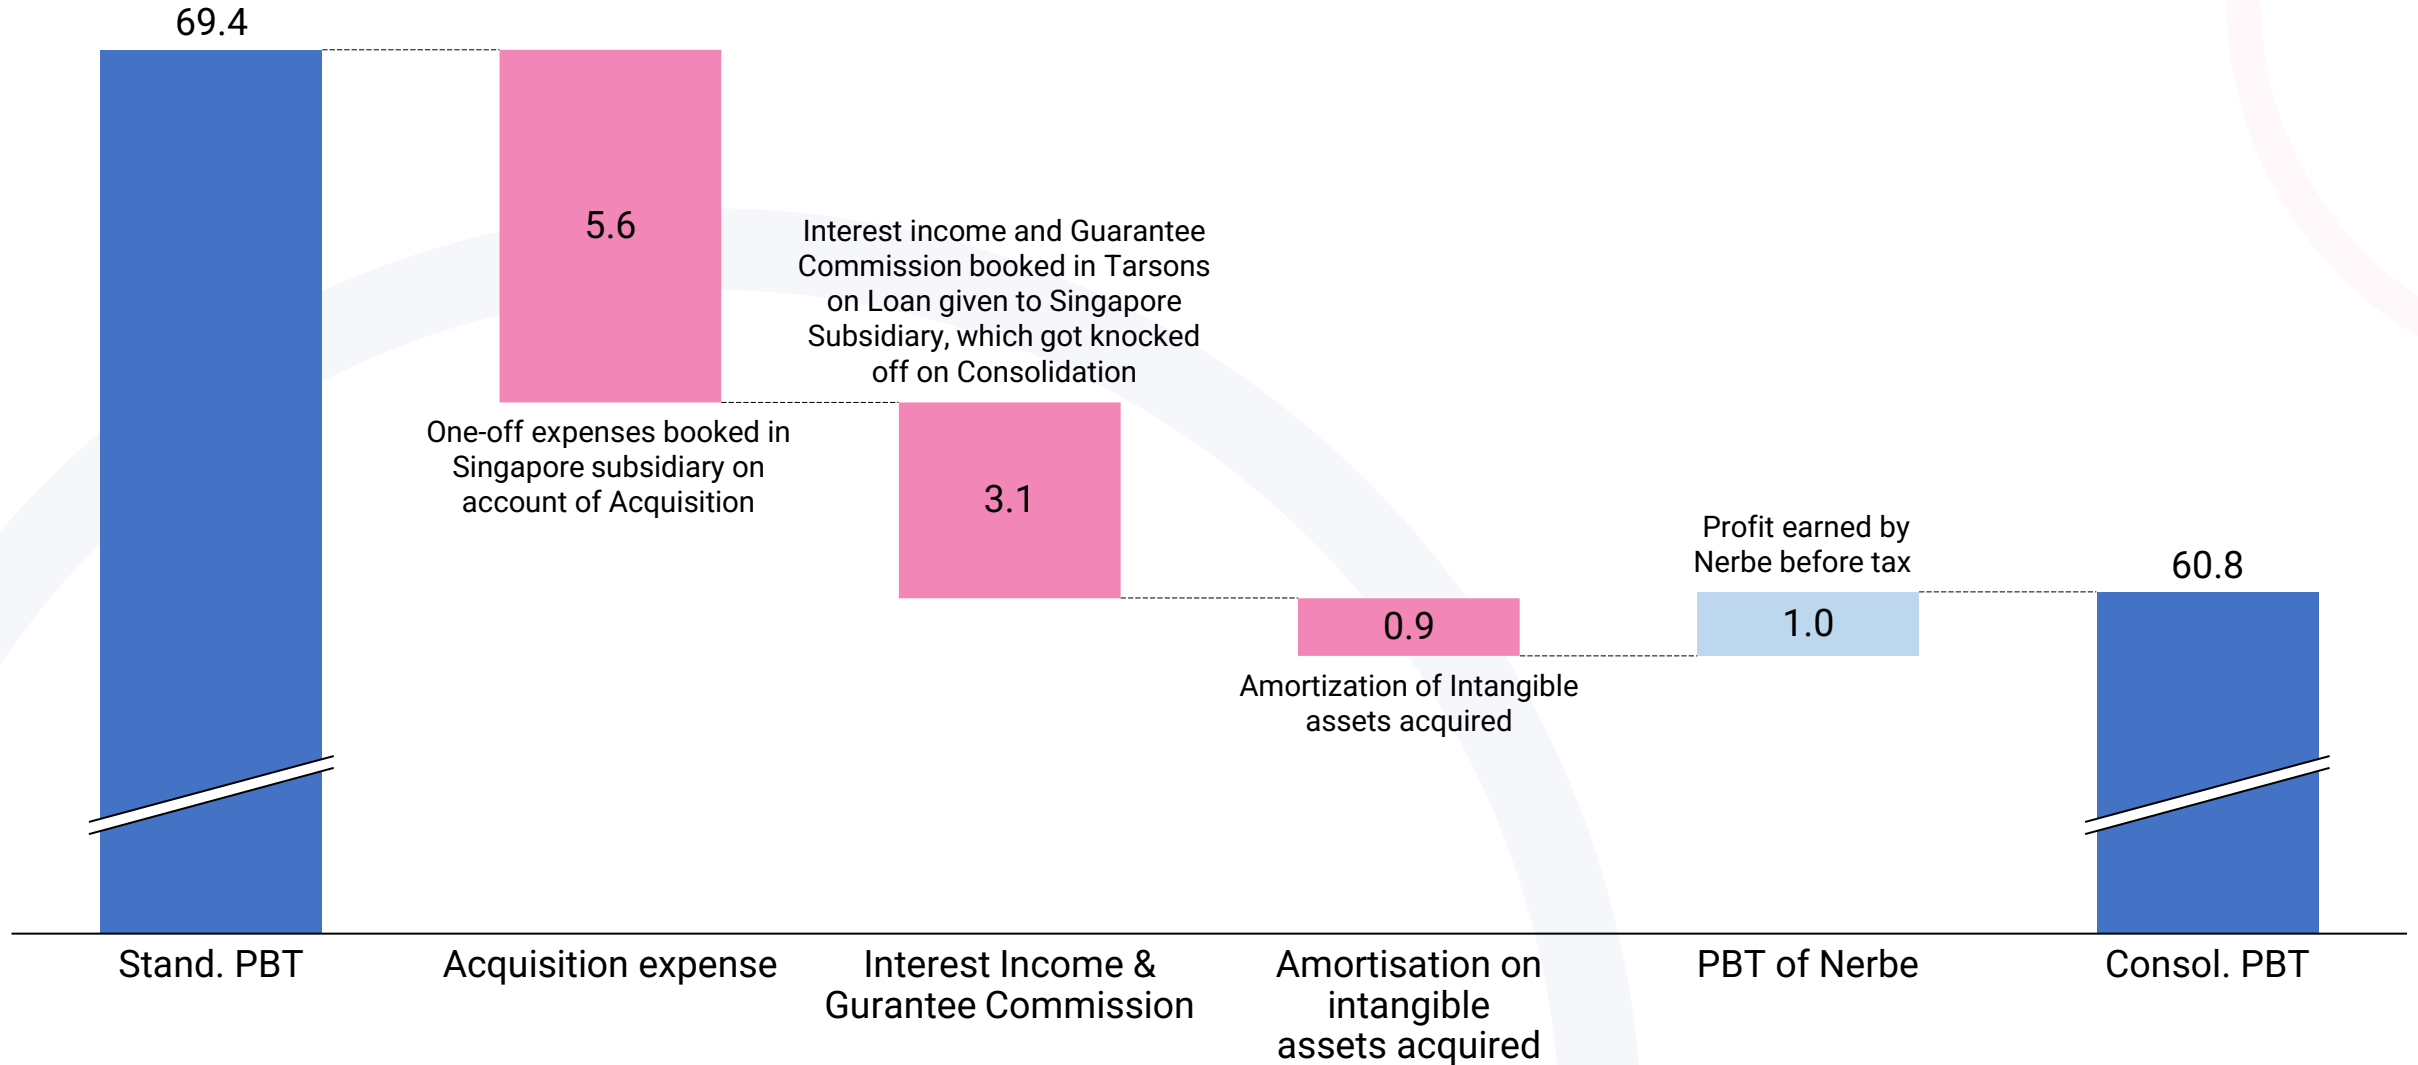 69.4
5.6
Interest income and Guarantee
Commission booked in Tarsons
on Loan given to Singapore
Subsidiary, which got knocked
off on Consolidation
One-off expenses booked in
Singapore subsidiary on
account of Acquisition
3.1
0.9
Amortization of Intangible
assets acquired
Profit earned by
Nerbe before tax
1.0
60.8
Stand. PBT
Acquisition expense
Interest Income &
Gurantee Commission
Amortisation on
intangible
assets acquired
PBT of Nerbe
Consol. PBT